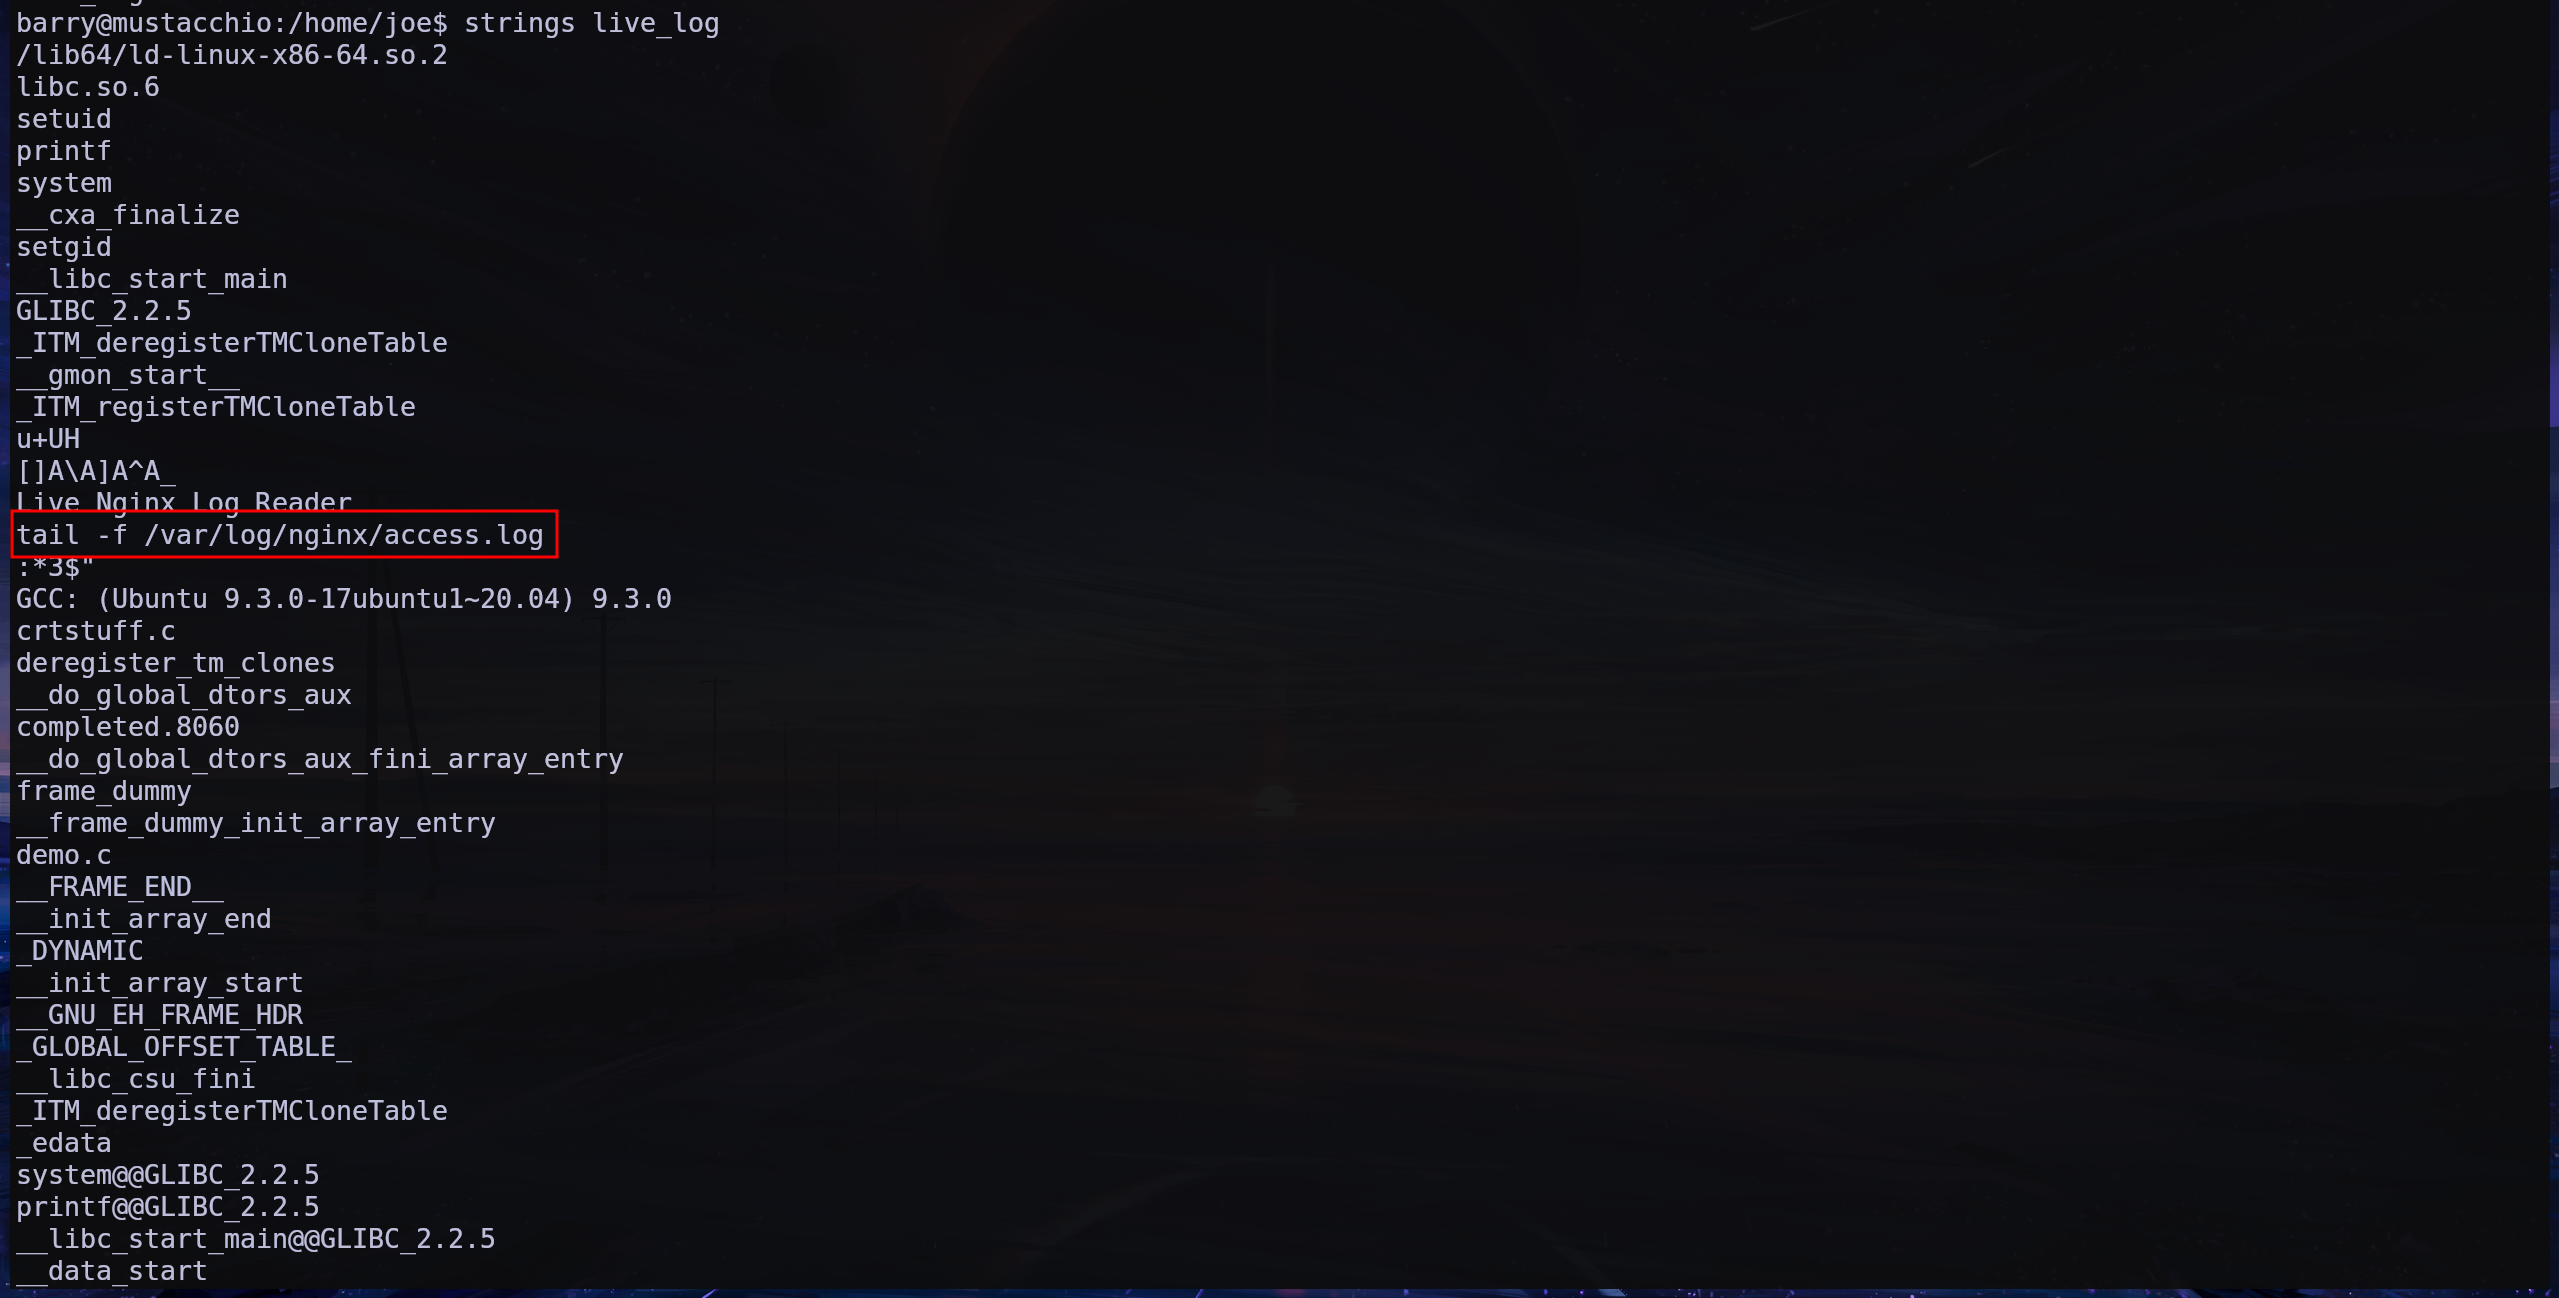 barry@mustacchio:/home/joe$ strings live_log
/lib64/ld-linux-x86-64.so.2
libc.so.6
setuid
printf
system
__cxa_finalize
setgid
__libc_start_main
GLIBC_2.2.5
_ITM_deregisterTMCloneTable
__gmon_start__
_ITM_registerTMCloneTable
u+UH
[]A\A]A^A_
Live Nginx Log Reader
tail -f /var/log/nginx/access.log
:*3$"
GCC: (Ubuntu 9.3.0-17ubuntu1~20.04) 9.3.0
crtstuff.c
deregister_tm_clones
__do_global_dtors_aux
completed.8060
__do_global_dtors_aux_fini_array_entry
frame_dummy
__frame_dummy_init_array_entry
demo.c
__FRAME_END__
__init_array_end
_DYNAMIC
__init_array_start
__GNU_EH_FRAME_HDR
_GLOBAL_OFFSET_TABLE_
__libc_csu_fini
_ITM_deregisterTMCloneTable
_edata
system@@GLIBC_2.2.5
printf@@GLIBC_2.2.5
__libc_start_main@@GLIBC_2.2.5
__data_start